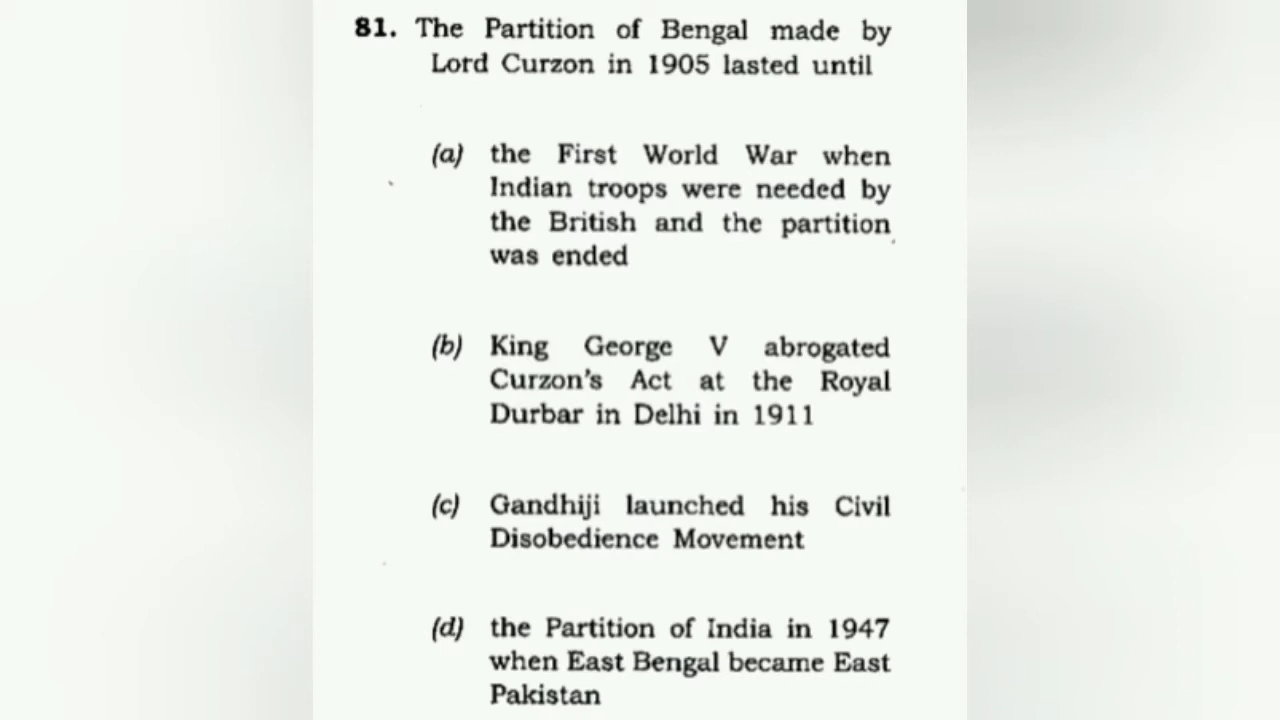 81. The Partition of Bengal made by
Lord Curzon in 1905 lasted until
(a) the First World War when
Indian troops were needed by
the British and the partition
was ended
(b) King George V abrogated
Curzon's Act at the Royal
Durbar in Delhi in 1911
(c) Gandhiji launched his Civil
Disobedience Movement
(d) the Partition of India in 1947
when East Bengal became East
Pakistan